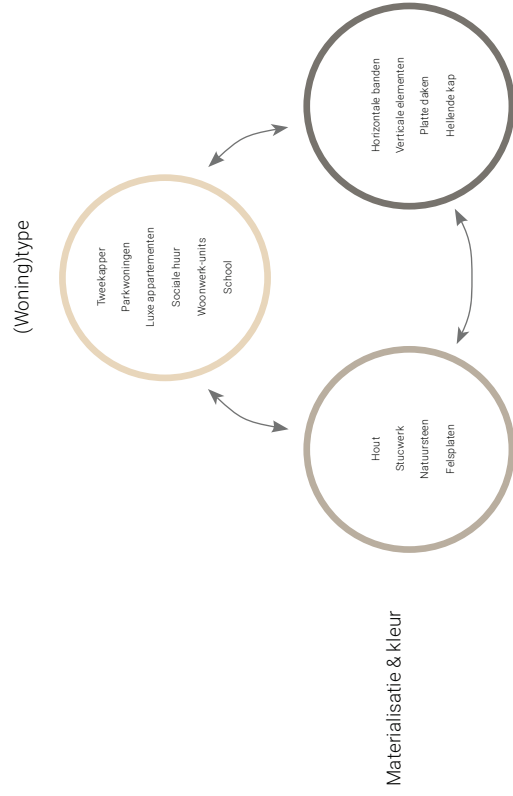 (Woning)type
Tweekapper
Parkwoningen
Luxe appartementen
Sociale huur
Woonwerk-units
School
Materialisatie & kleur
Hout
Stucwerk
Natuursteen
Felsplaten
Horizontale banden
Verticale elementen
Platte daken
Hellende kap